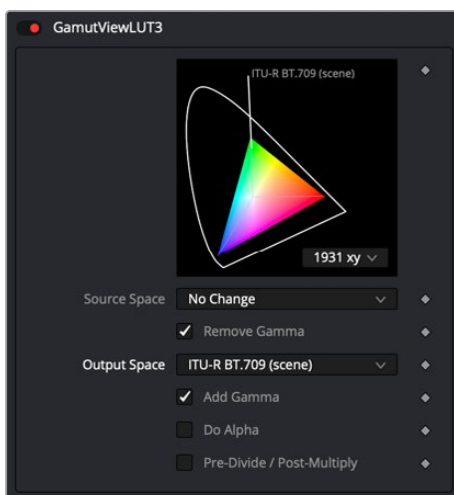 GamutViewLUT3
ITU-R BT.709 (scene)
1931 xy
Source Space No Change
Remove Gamma
Output Space ITU-R BT.709 (scene)
Add Gamma
Do Alpha
Pre-Divide / Post-Multiply